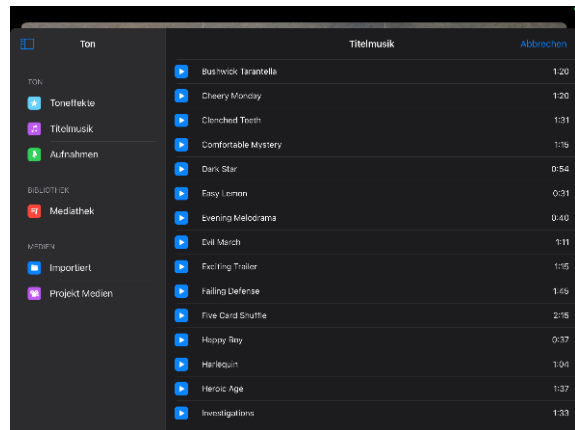 Ton
Titelmusik
Abbrechen
TON
Toneffekte
Titelmusik
Aufnahmen
BIBLIOTHEK
Mediathek
MEDIEN
Importiert
Projekt Medien
Bushwick Tarantella 1:20
Cheery Monday 1:20
Clenched Teeth 1:31
Comfortable Mystery 1:15
Dark Star 0:54
Easy Lemon 0:31
Evening Melodrama 0:40
Evil March 1:11
Exciting Trailer 1:15
Failing Defense 1:45
Five Card Shuffle 2:15
Happy Boy 0:37
Harlequin 1:04
Heroic Age 1:37
Investigations 1:33